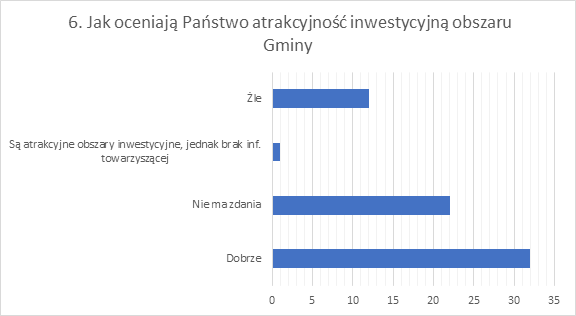 6. Jak oceniają Państwo atrakcyjność inwestycyjną obszaru
Gminy
Źle
Są atrakcyjne obszary inwestycyjne, jednak brak inf.
towarzyszącej
Nie ma zdania
Dobrze
0 5 10 15 20 25 30 35